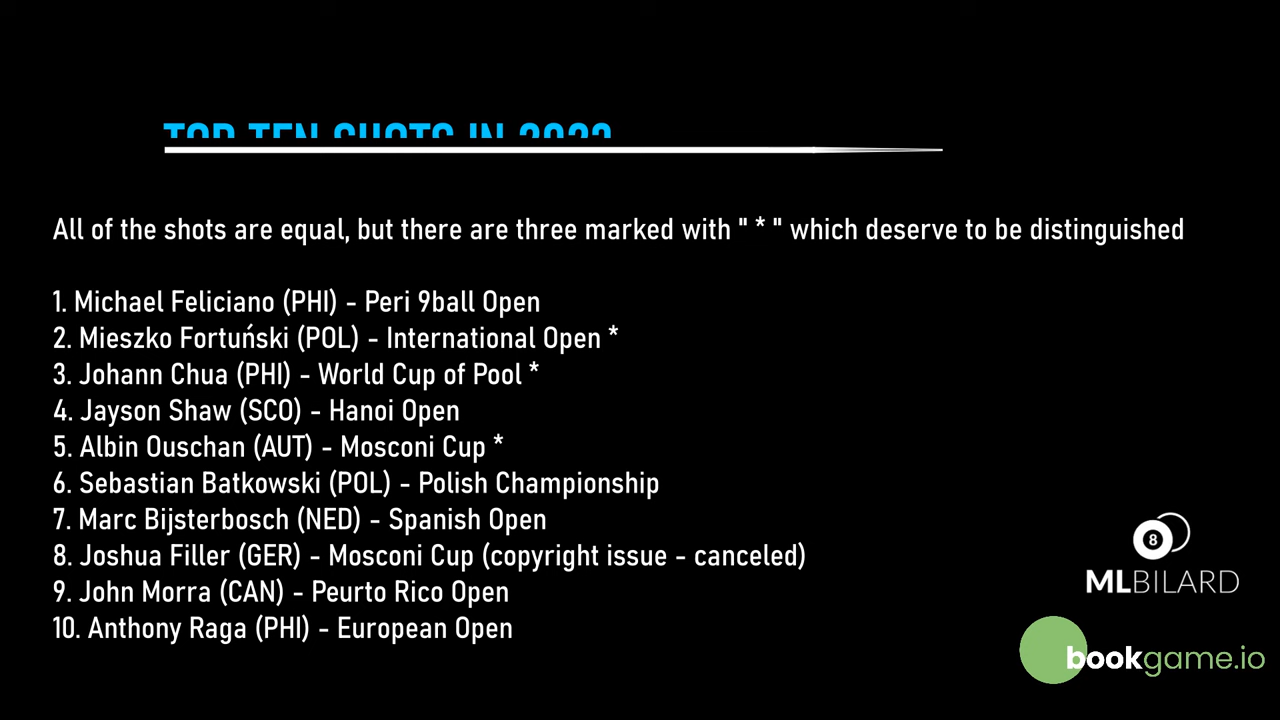 TOP TEN SHOTS IN
All of the shots are equal, but there are three marked with " * " which deserve to be distinguished
1. Michael Feliciano (PHI) - Peri 9ball Open
2. Mieszko Fortuński (POL) - International Open *
3. Johann Chua (PHI) - World Cup of Pool *
4. Jayson Shaw (SCO) - Hanoi Open
5. Albin Ouschan (AUT) - Mosconi Cup *
6. Sebastian Batkowski (POL) - Polish Championship
7. Marc Bijsterbosch (NED) - Spanish Open
8. Joshua Filler (GER) - Mosconi Cup (copyright issue - canceled)
9. John Morra (CAN) - Peurto Rico Open
10. Anthony Raga (PHI) - European Open
8
MLBILARD
bookgame.io